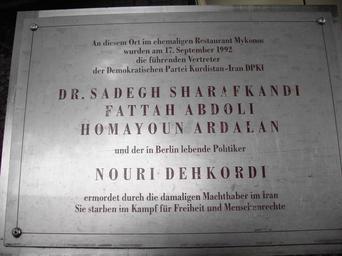 An diesem Ort im ehemaligen Restaurant Mykonos
wurden am 17. September 1992
die führenden Vertreter
der Demokratischen Partei Kurdistan-Iran DPKI
DR. SADEGH SHARAFKANDI
FATTAH ABDOLI
HOMAYOUN ARDALAN
und der in Berlin lebende Politiker
NOURI DEHKORDI
ermordet durch die damaligen Machthaber im Iran
Sie starben im Kampf für Freiheit und Menschenrechte